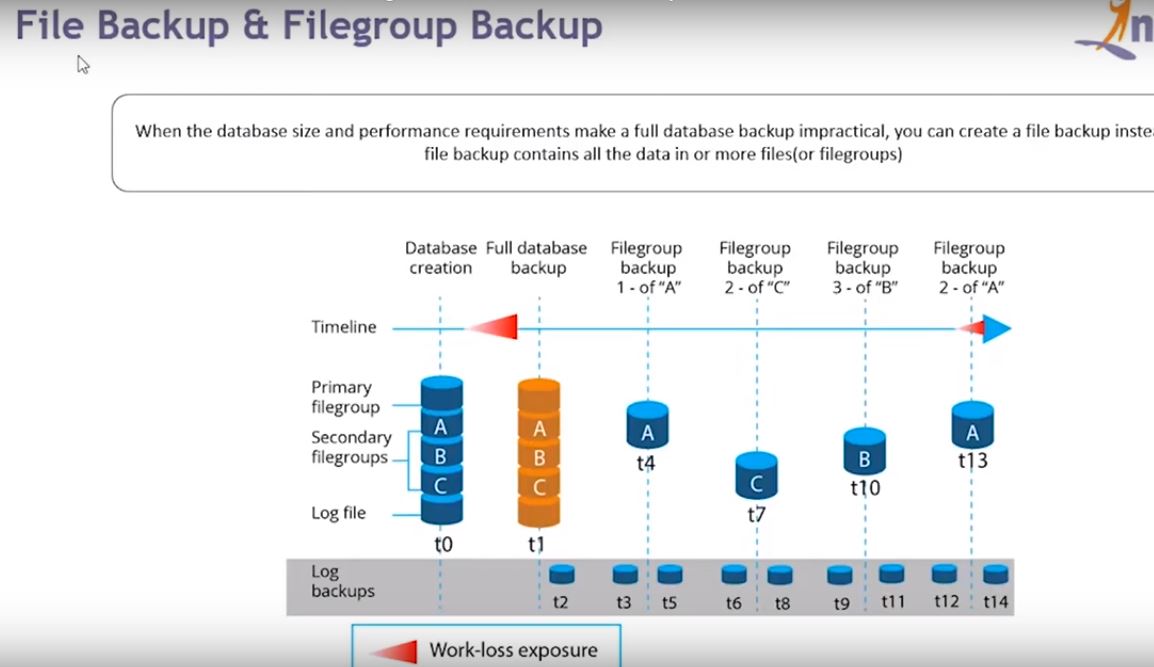 File Backup & Filegroup Backup
When the database size and performance requirements make a full database backup impractical, you can create a file backup
file backup contains all the data in or more files(or filegroups)
Database Full database Filegroup Filegroup Filegroup Filegroup
creation backup backup backup backup backup
1 - of “A” 2 - of “C” 3 - of “B” 2 - of “A”
Timeline
Primary
filegroup
Secondary
filegroups
Log file
A
B
C
t0
A
B
C
t1
A
t4
C
t7
B
t10
A
t13
Log
backups
t2 t3 t5 t6 t8 t9 t11 t12 t14
Work-loss exposure